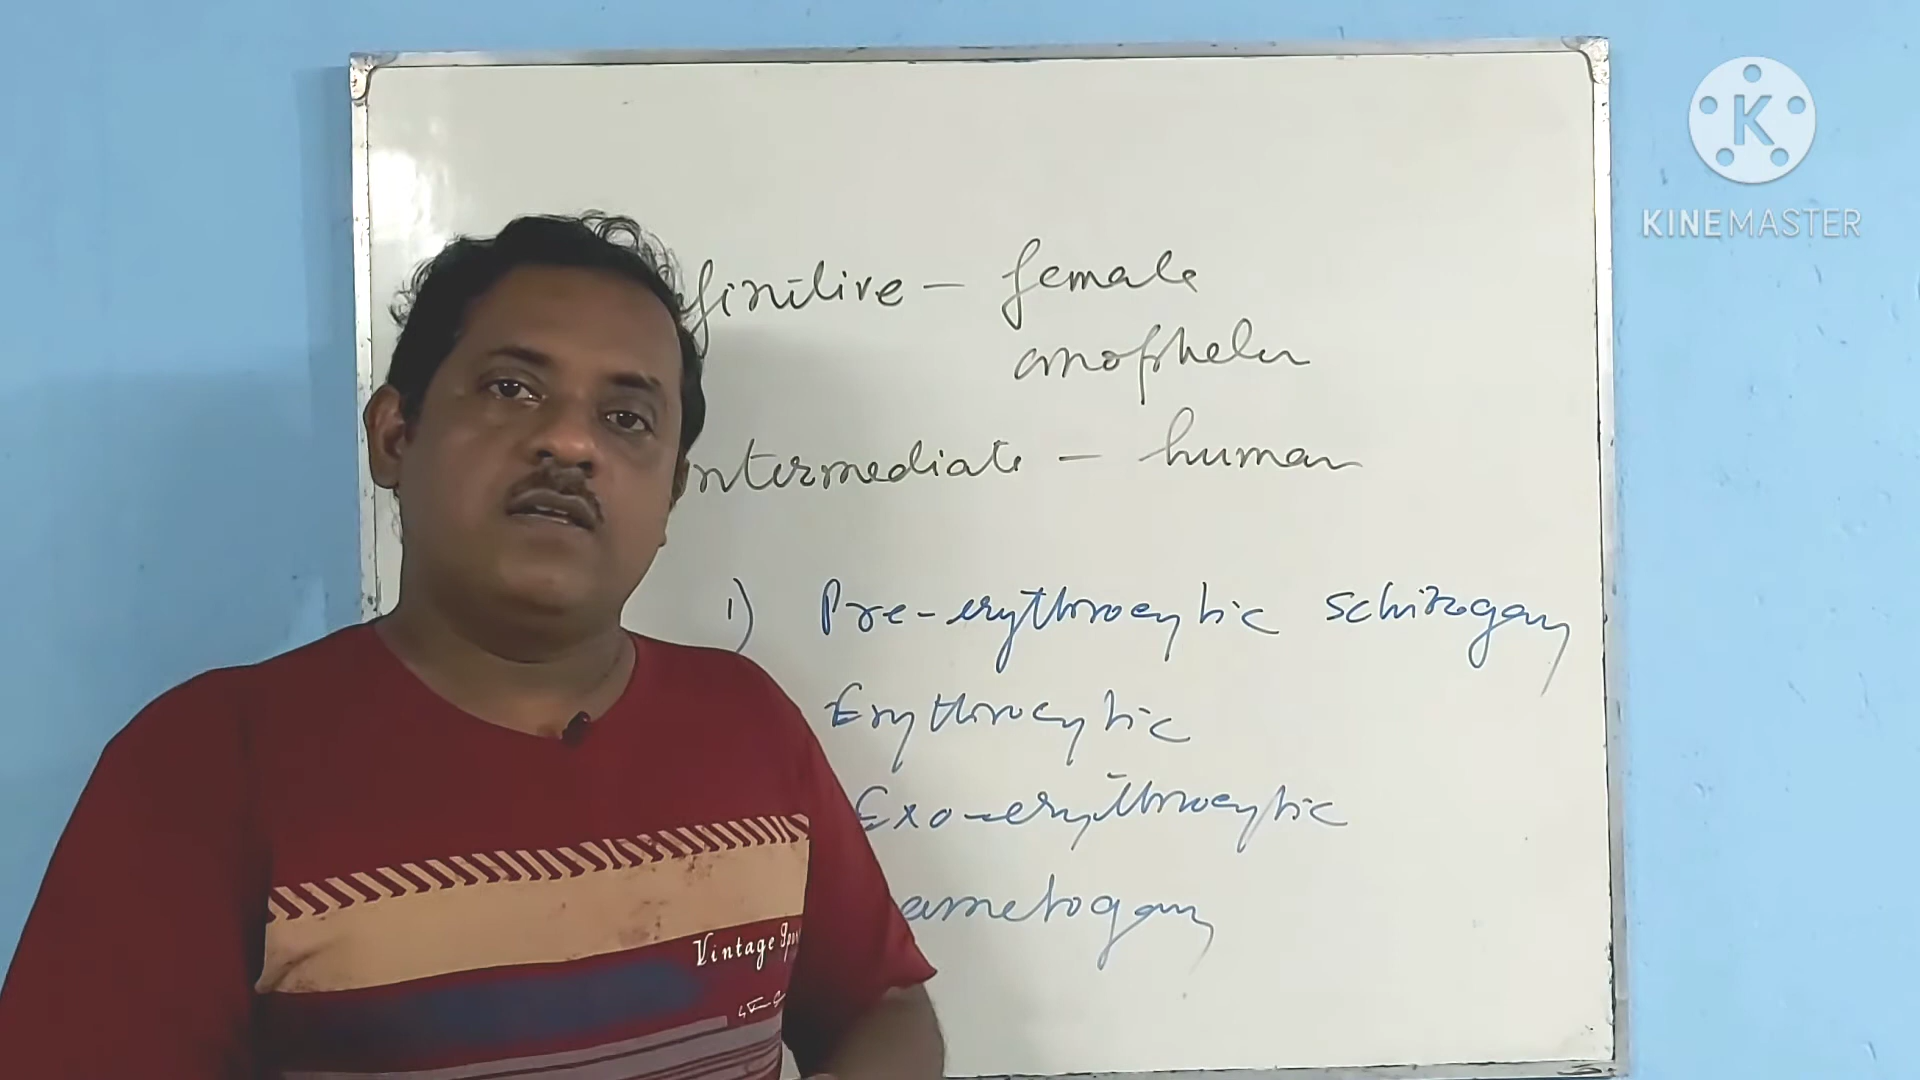 finitive - female
anopheles
ntermediate - human
1) Pre-erythrocytic schizogony
Erythrocytic
Exo-erythrocytic
ametogony
Vintage
K
KINEMASTER